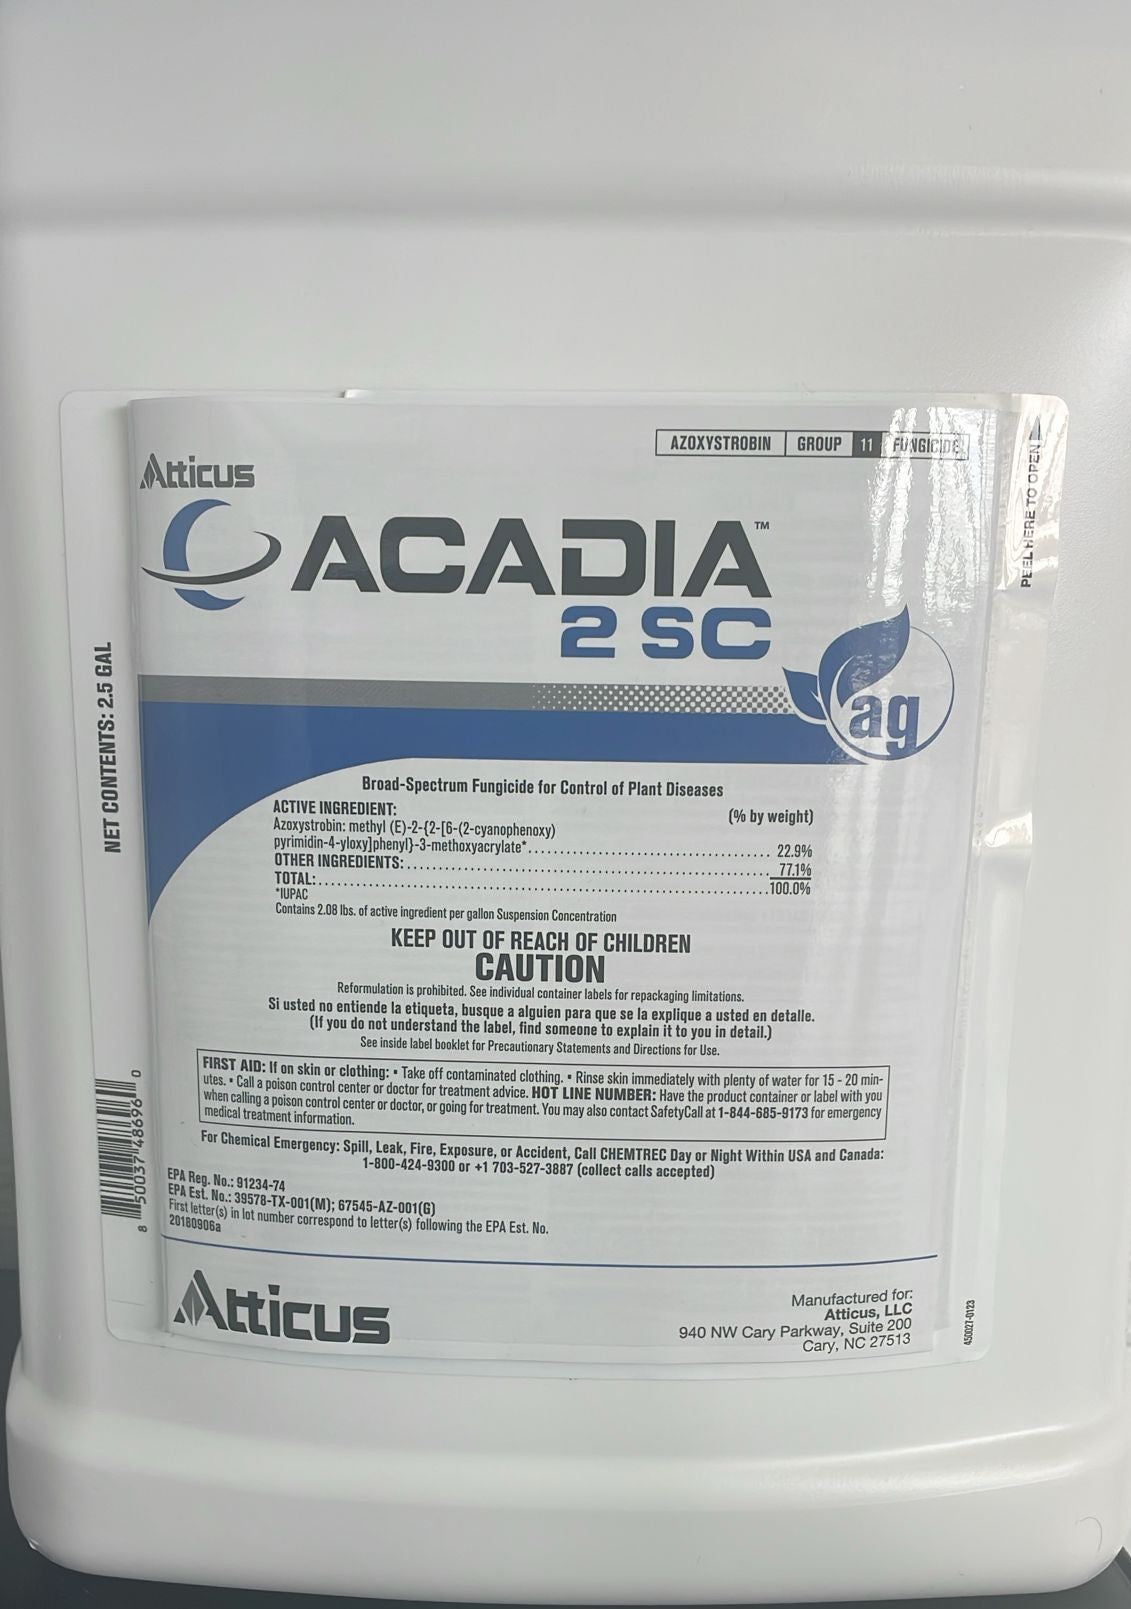 AZOXYSTROBIN GROUP 11 FUNGICIDE
PEEL HERE TO OPEN
Atticus
ACADIA™
2 SC
ag
NET CONTENTS: 2.5 GAL
Broad-Spectrum Fungicide for Control of Plant Diseases
ACTIVE INGREDIENT: (% by weight)
Azoxystrobin: methyl (E)-2-{2-[6-(2-cyanophenoxy)
pyrimidin-4-yloxy]phenyl}-3-methoxyacrylate*.................................... 22.9%
OTHER INGREDIENTS:.................................................................. 77.1%
TOTAL:.................................................................................100.0%
*IUPAC
Contains 2.08 lbs. of active ingredient per gallon Suspension Concentration
KEEP OUT OF REACH OF CHILDREN
CAUTION
Reformulation is prohibited. See individual container labels for repackaging limitations.
Si usted no entiende la etiqueta, busque a alguien para que se la explique a usted en detalle.
(If you do not understand the label, find someone to explain it to you in detail.)
See inside label booklet for Precautionary Statements and Directions for Use.
FIRST AID: If on skin or clothing: • Take off contaminated clothing. • Rinse skin immediately with plenty of water for 15 - 20 min-
utes. • Call a poison control center or doctor for treatment advice. HOT LINE NUMBER: Have the product container or label with you
when calling a poison control center or doctor, or going for treatment. You may also contact SafetyCall at 1-844-685-9173 for emergency
medical treatment information.
For Chemical Emergency: Spill, Leak, Fire, Exposure, or Accident, Call CHEMTREC Day or Night Within USA and Canada:
1-800-424-9300 or +1 703-527-3887 (collect calls accepted)
EPA Reg. No.: 91234-74
EPA Est. No.: 39578-TX-001(M); 67545-AZ-001(G)
First letter(s) in lot number correspond to letter(s) following the EPA Est. No.
20180906a
8 50037 48696 0
Atticus
Manufactured for:
Atticus, LLC
940 NW Cary Parkway, Suite 200
Cary, NC 27513
450027-0123